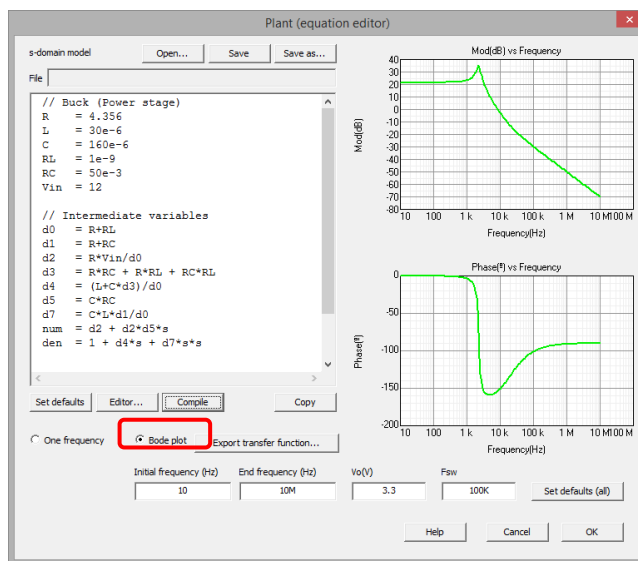 Plant (equation editor)
s-domain model
Open...
Save
Save as...
File
// Buck (Power stage)
R = 4.356
L = 30e-6
C = 160e-6
RL = 1e-9
RC = 50e-3
Vin = 12
// Intermediate variables
d0 = R+RL
d1 = R+RC
d2 = R*Vin/d0
d3 = R*RC + R*RL + RC*RL
d4 = (L+C*d3)/d0
d5 = C*RC
d7 = C*L*d1/d0
num = d2 + d2*d5*s
den = 1 + d4*s + d7*s*s
Set defaults
Editor...
Compile
Copy
One frequency
Bode plot
Export transfer function...
Mod(dB) vs Frequency
Mod(dB)
40
30
20
10
0
-10
-20
-30
-40
-50
-60
-70
-80
10 100 1 k 10 k 100 k 1 M 10 M100 M
Frequency(Hz)
Phase(º) vs Frequency
Phase(º)
0
-50
-100
-150
-200
10 100 1 k 10 k 100 k 1 M 10 M100 M
Frequency(Hz)
Initial frequency (Hz)
End frequency (Hz)
Vo(V)
Fsw
10
10M
3.3
100K
Set defaults (all)
Help
Cancel
OK